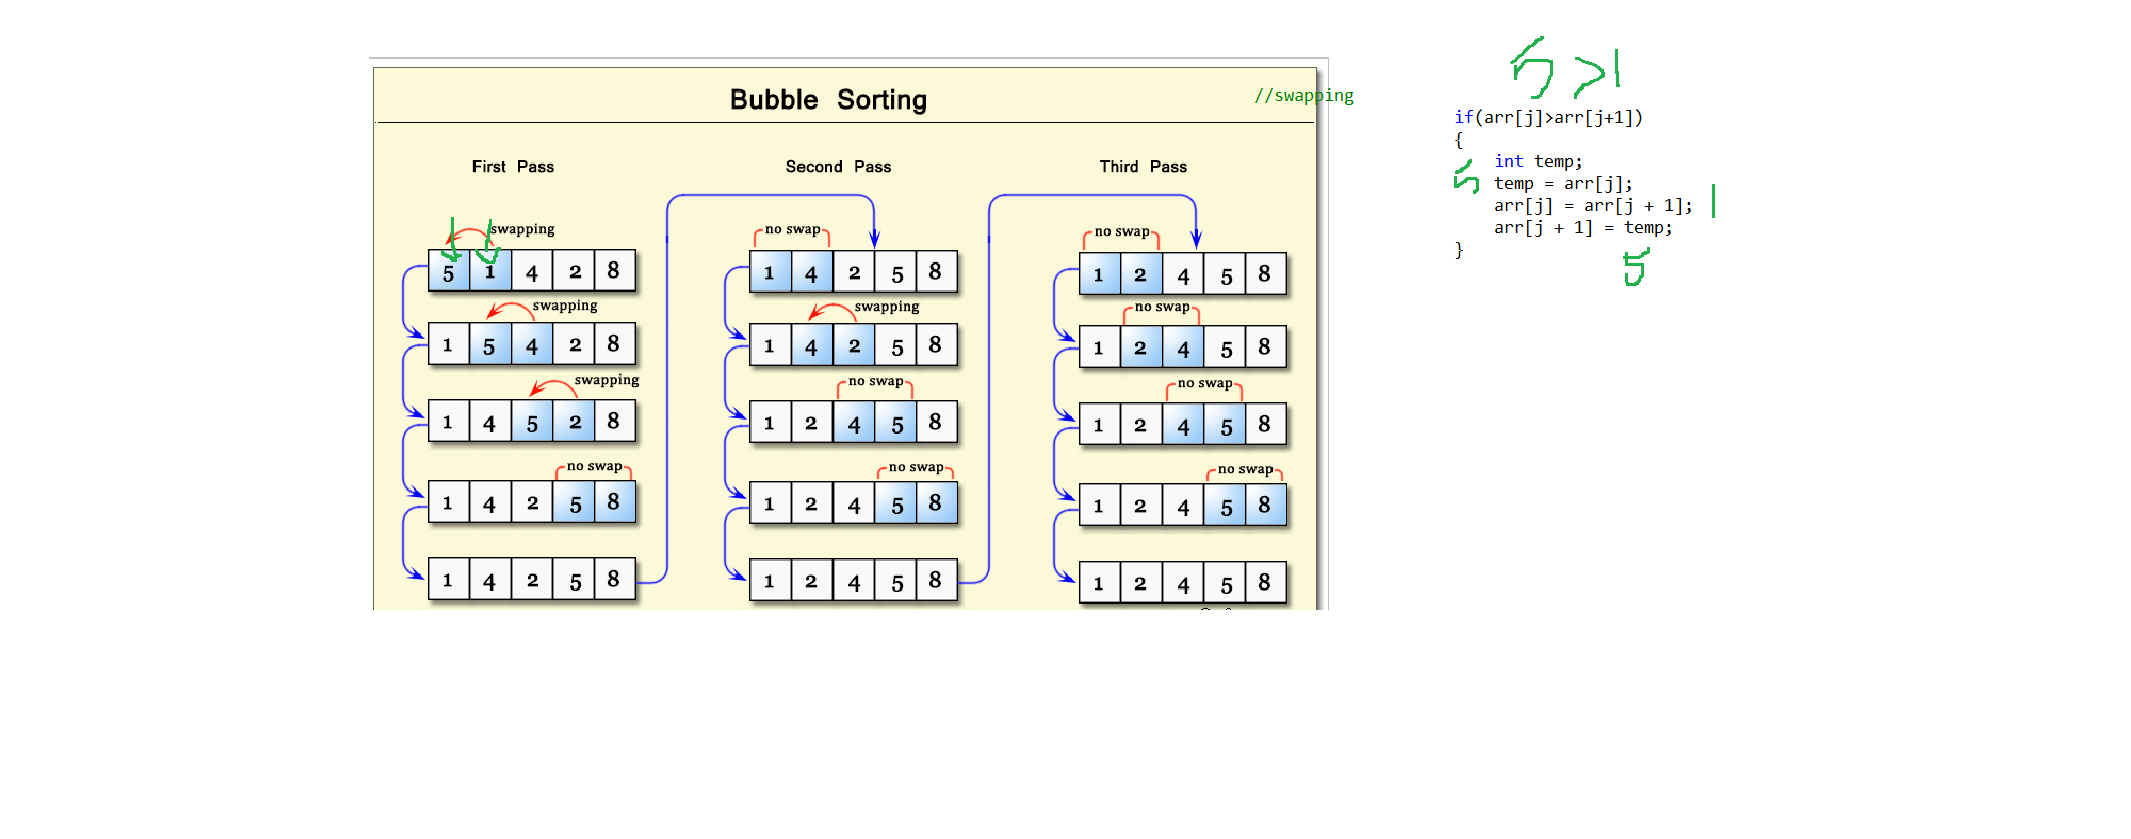 Bubble Sorting
//swapping
First Pass
swapping
5 1 4 2 8
swapping
1 5 4 2 8
swapping
1 4 5 2 8
no swap
1 4 2 5 8
1 4 2 5 8
Second Pass
no swap
1 4 2 5 8
swapping
1 4 2 5 8
no swap
1 2 4 5 8
no swap
1 2 4 5 8
1 2 4 5 8
Third Pass
no swap
1 2 4 5 8
no swap
1 2 4 5 8
no swap
1 2 4 5 8
no swap
1 2 4 5 8
1 2 4 5 8
5 >1
if(arr[j]>arr[j+1])
{
int temp;
5 temp = arr[j];
arr[j] = arr[j + 1]; 1
arr[j + 1] = temp;
}
5